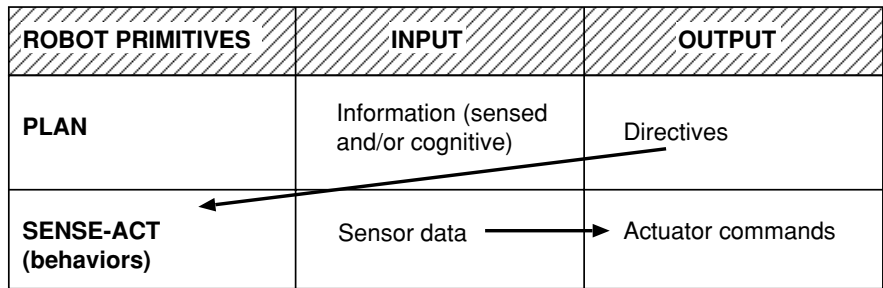 ROBOT PRIMITIVES INPUT OUTPUT
PLAN
Information (sensed
and/or cognitive)
Directives
SENSE-ACT
(behaviors)
Sensor data
Actuator commands